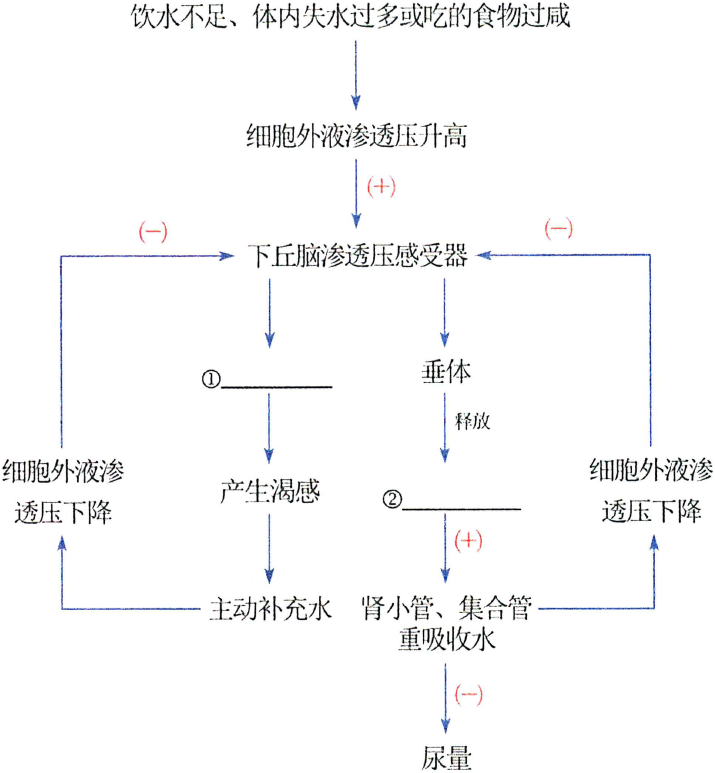 饮水不足、体内失水过多或吃的食物过咸
细胞外液渗透压升高
(+)
(−)
(−)
下丘脑渗透压感受器
①
垂体
释放
细胞外液渗
透压下降
产生渴感
②
细胞外液渗
透压下降
(+)
主动补充水
肾小管、集合管
重吸收水
(−)
尿量